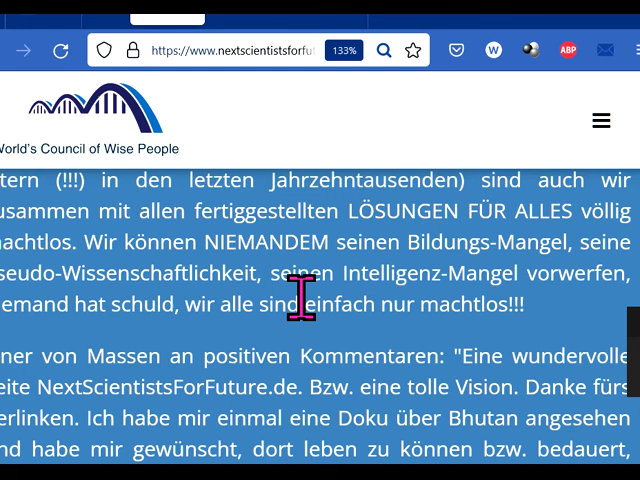 https://www.nextscientistsforfut
133%
W
ABP
World's Council of Wise People
tern (!!!) in den letzten Jahrzehntausenden) sind auch wir
usammen mit allen fertiggestellten LÖSUNGEN FÜR ALLES völlig
machtlos. Wir können NIEMANDEM seinen Bildungs-Mangel, seine
seudo-Wissenschaftlichkeit, seinen Intelligenz-Mangel vorwerfen,
iemand hat schuld, wir alle sind einfach nur machtlos!!!
iner von Massen an positiven Kommentaren: "Eine wundervolle
eite NextScientistsForFuture.de. Bzw. eine tolle Vision. Danke fürs
erlinken. Ich habe mir einmal eine Doku über Bhutan angesehen
nd habe mir gewünscht, dort leben zu können bzw. bedauert,